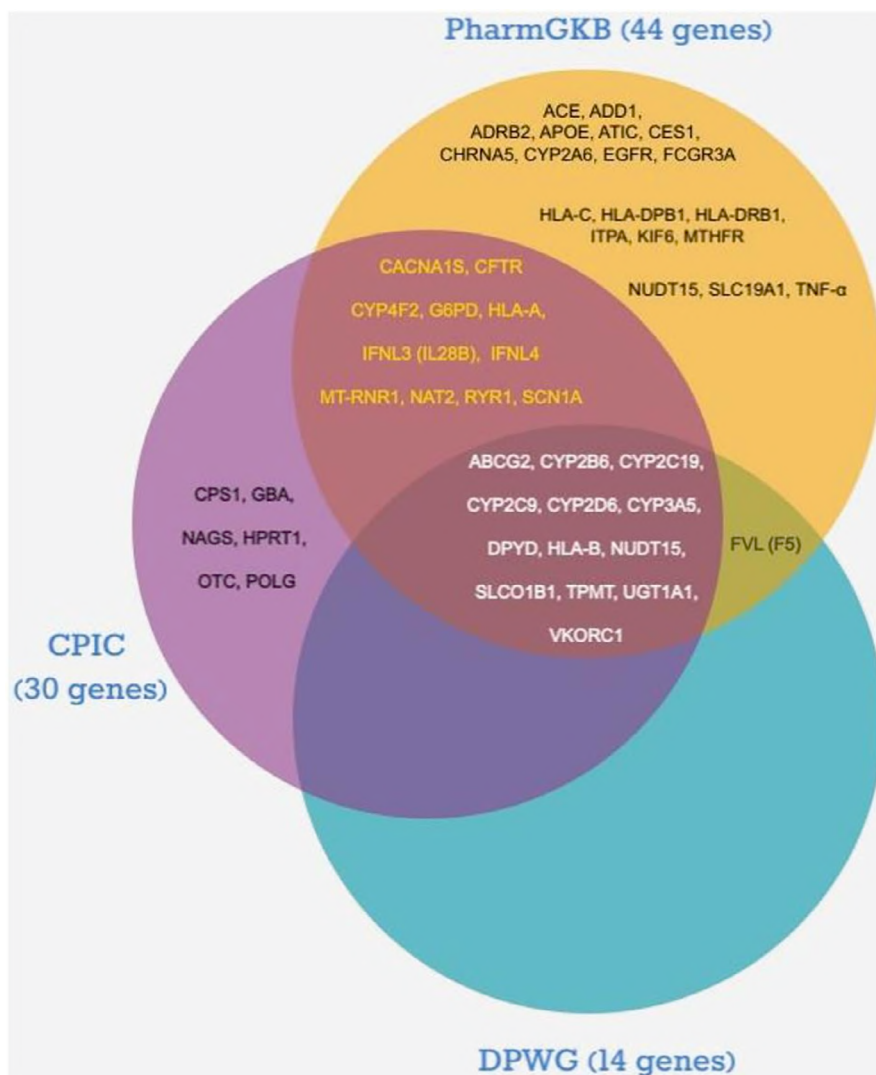 PharmGKB (44 genes)
ACE, ADD1,
ADRB2, APOE, ATIC, CES1,
CHRNA5, CYP2A6, EGFR, FCGR3A
HLA-C, HLA-DPB1, HLA-DRB1,
ITPA, KIF6, MTHFR
NUDT15, SLC19A1, TNF-α
CACNA1S, CFTR
CYP4F2, G6PD, HLA-A,
IFNL3 (IL28B), IFNL4
MT-RNR1, NAT2, RYR1, SCN1A
ABCG2, CYP2B6, CYP2C19,
CYP2C9, CYP2D6, CYP3A5,
DPYD, HLA-B, NUDT15,
SLCO1B1, TPMT, UGT1A1,
VKORC1
FVL (F5)
CPS1, GBA,
NAGS, HPRT1,
OTC, POLG
CPIC
(30 genes)
DPWG (14 genes)